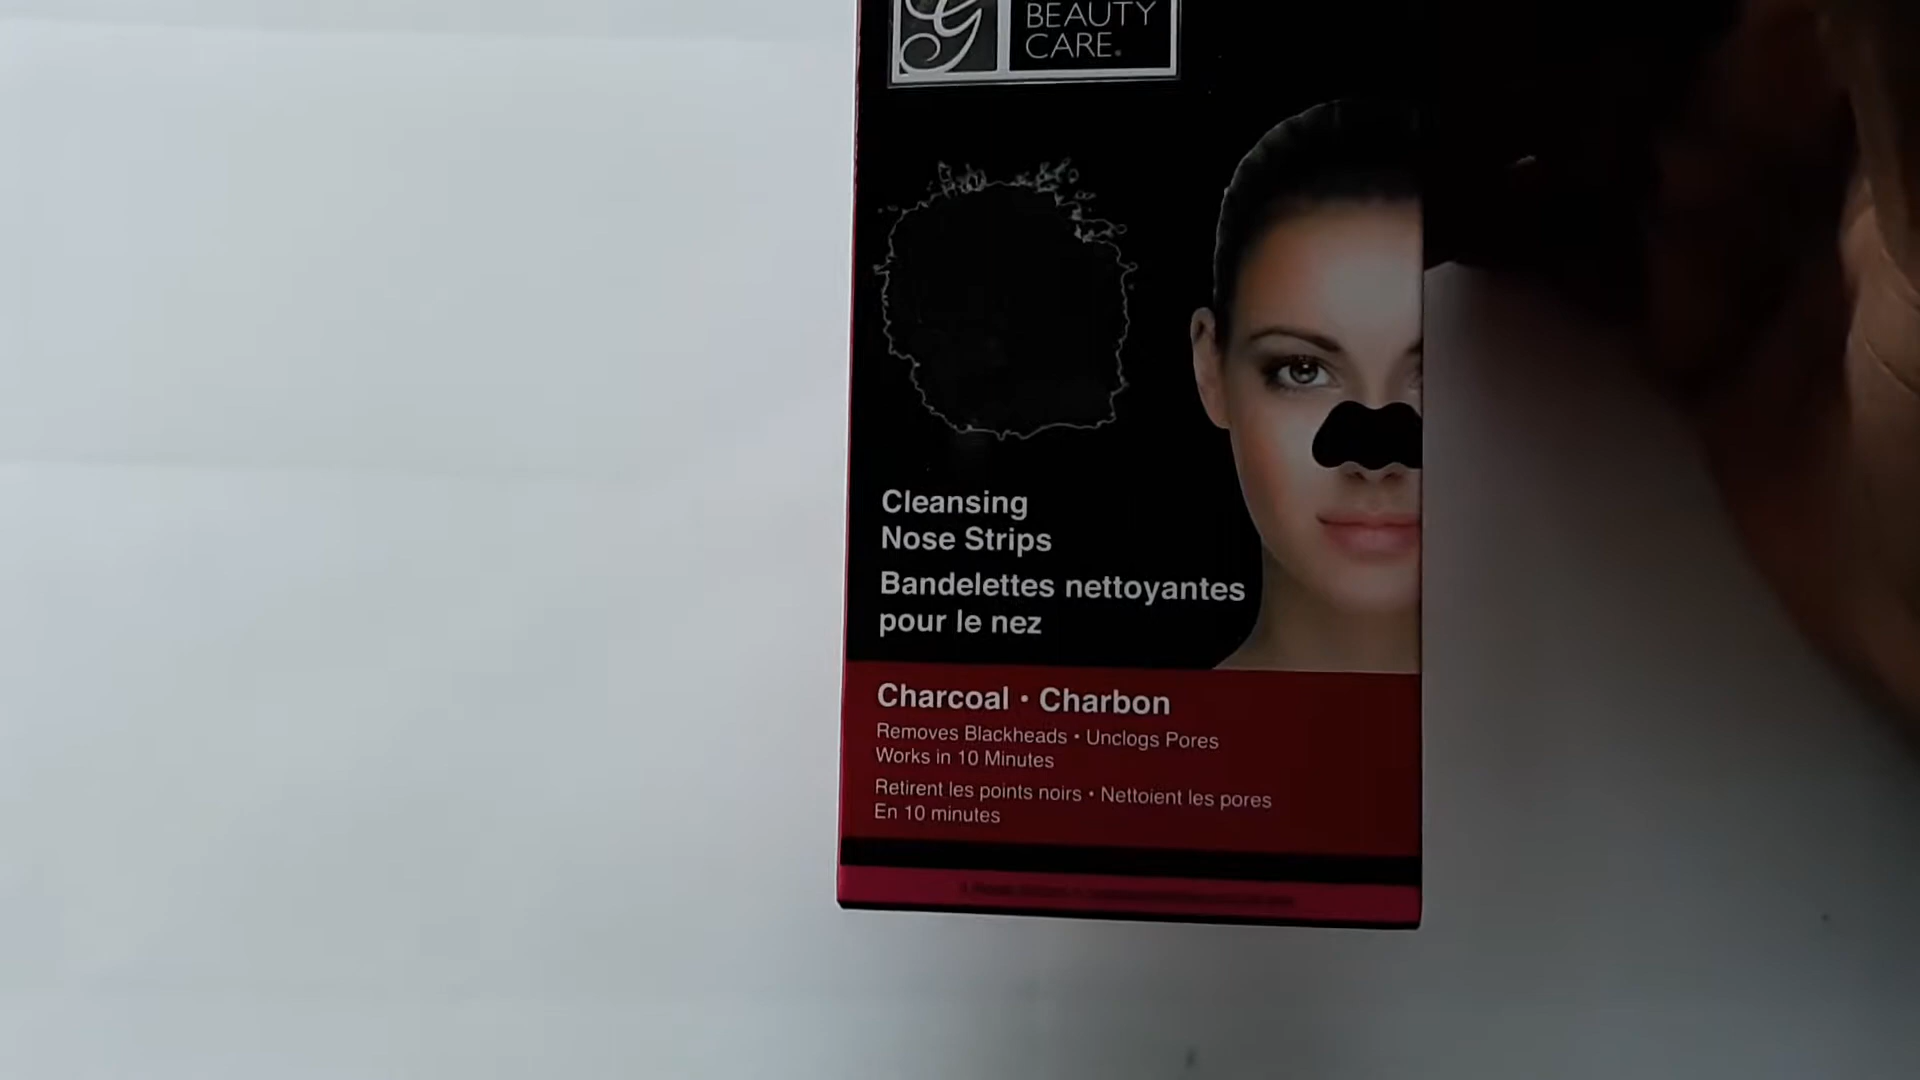 BEAUTY
CARE
Cleansing
Nose Strips
Bandelettes nettoyantes
pour le nez
Charcoal • Charbon
Removes Blackheads • Unclogs Pores
Works in 10 Minutes
Retirent les points noirs • Nettoient les pores
En 10 minutes